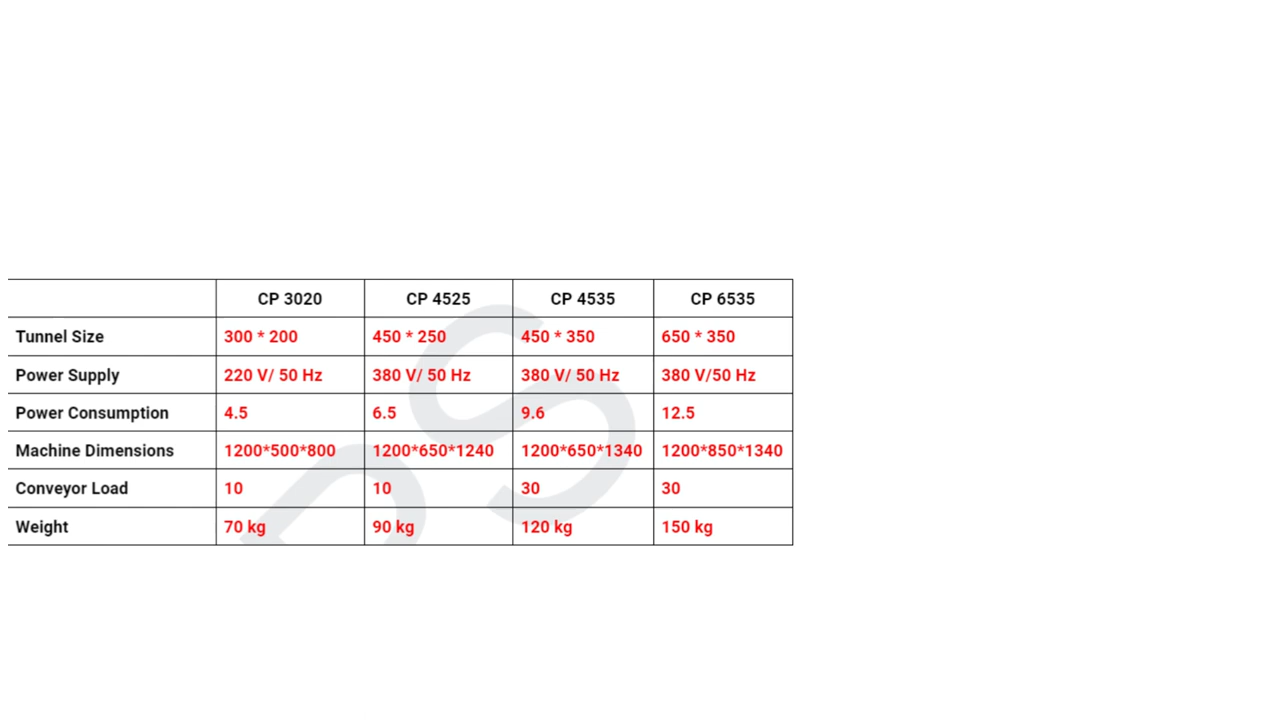 CP 3020 CP 4525 CP 4535 CP 6535
Tunnel Size 300 * 200 450 * 250 450 * 350 650 * 350
Power Supply 220 V/ 50 Hz 380 V/ 50 Hz 380 V/ 50 Hz 380 V/50 Hz
Power Consumption 4.5 6.5 9.6 12.5
Machine Dimensions 1200*500*800 1200*650*1240 1200*650*1340 1200*850*1340
Conveyor Load 10 10 30 30
Weight 70 kg 90 kg 120 kg 150 kg